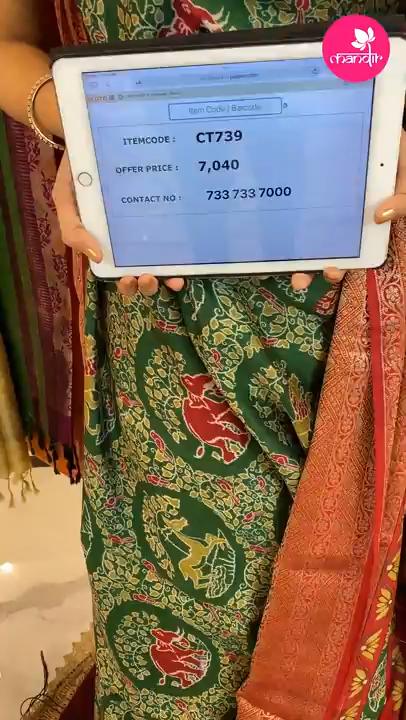 mandir
Item Code | Barcode
ITEMCODE : CT739
OFFER PRICE : 7,040
CONTACT NO : 733 733 7000